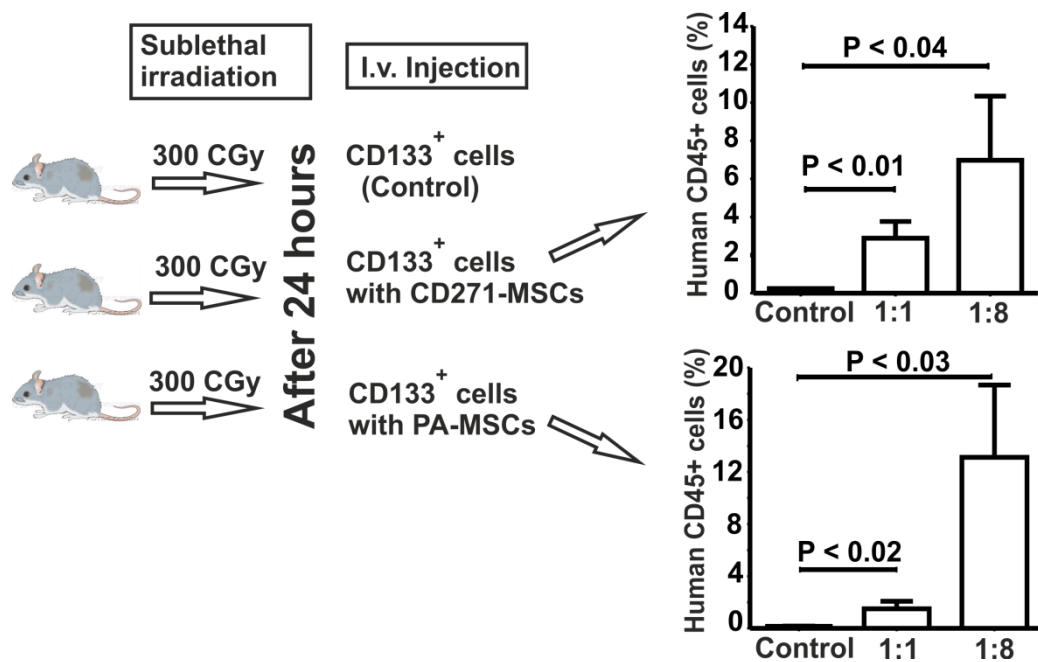 Sublethal
irradiation
I.v. Injection
300 CGy
CD133+ cells
(Control)
300 CGy
CD133+ cells
with CD271-MSCs
300 CGy
CD133+ cells
with PA-MSCs
After 24 hours
Human CD45+ cells (%)
14
12
10
8
6
4
2
0
P < 0.04
P < 0.01
Control 1:1 1:8
Human CD45+ cells (%)
20
16
12
8
4
0
P < 0.03
P < 0.02
Control 1:1 1:8